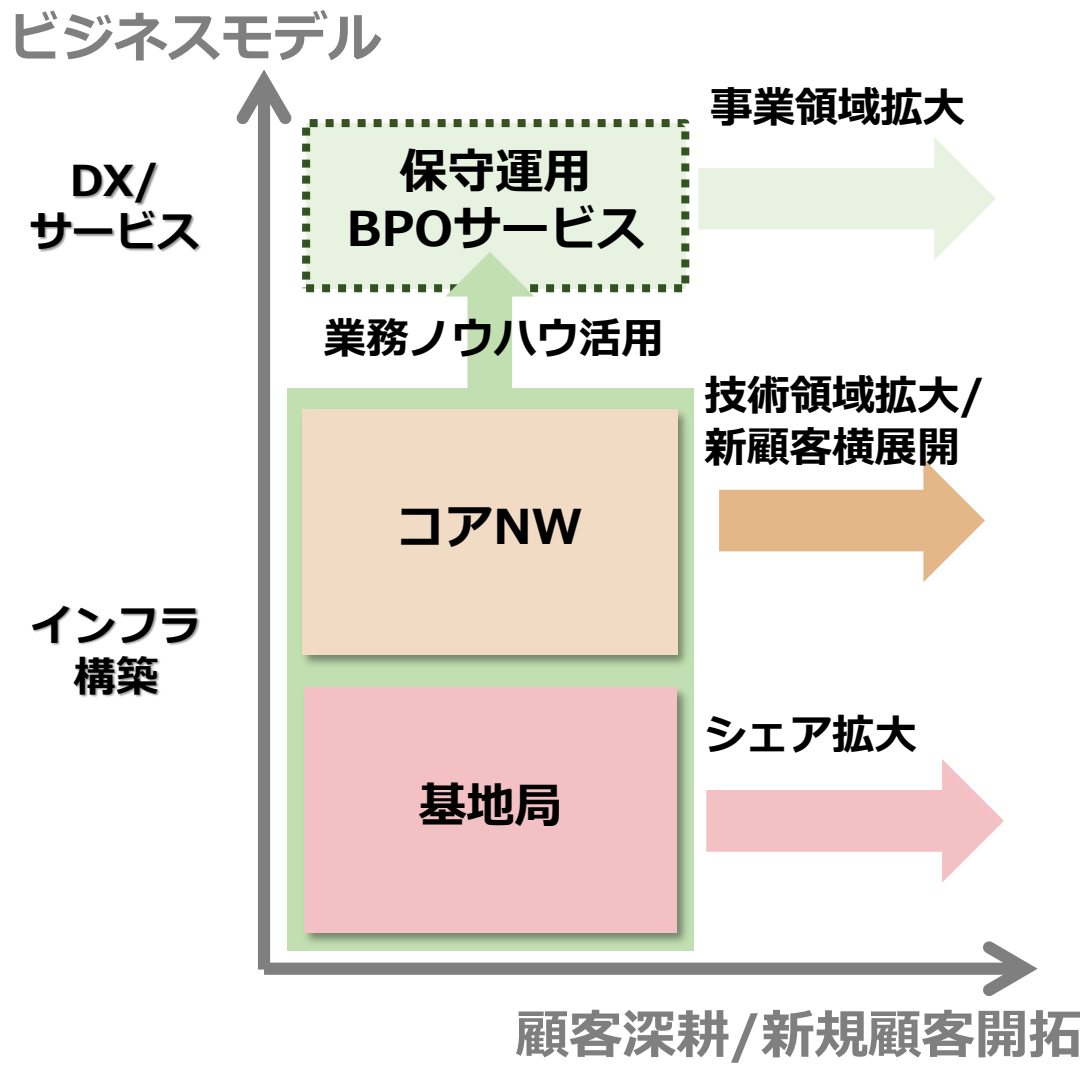 ビジネスモデル
事業領域拡大
DX/
サービス
保守運用
BPOサービス
業務ノウハウ活用
技術領域拡大/
新顧客横展開
コアNW
インフラ
構築
シェア拡大
基地局
顧客深耕/新規顧客開拓